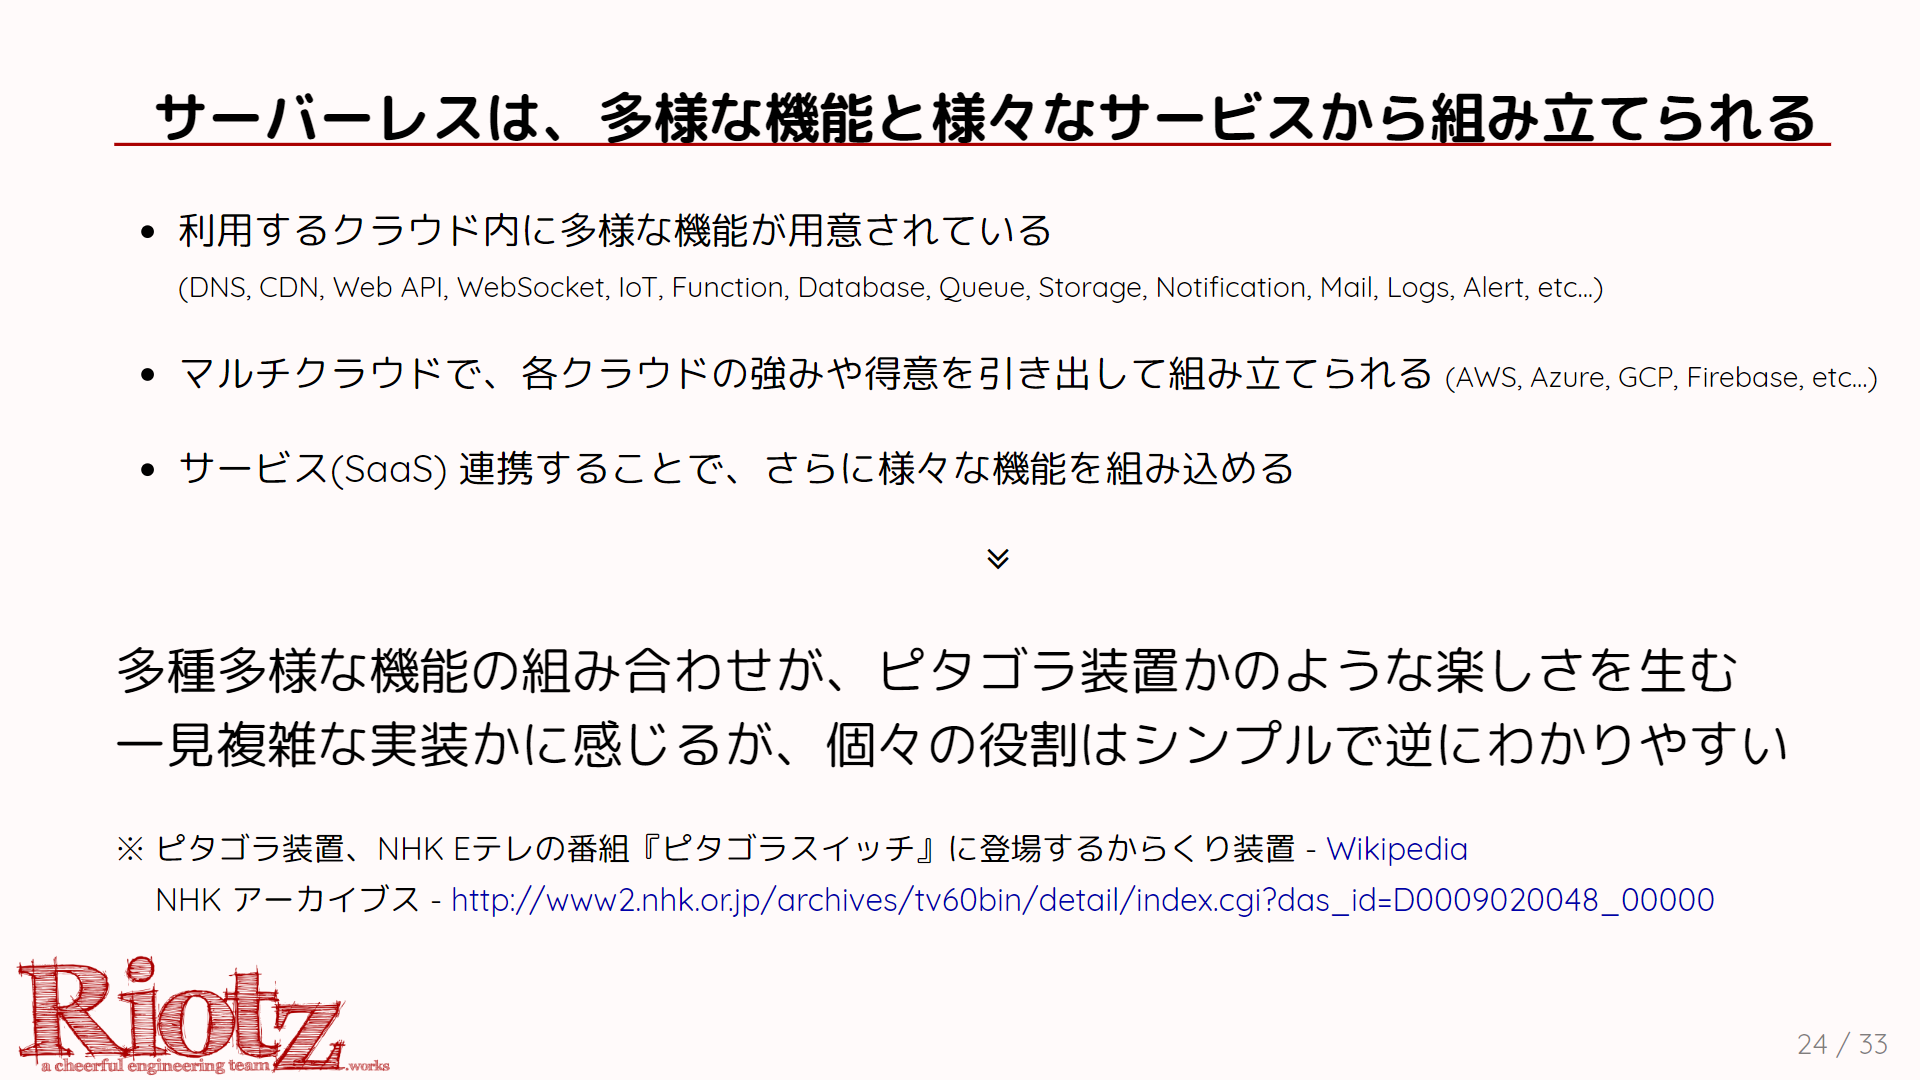 サーバーレスは、多様な機能と様々なサービスから組み立てられる
• 利用するクラウド内に多様な機能が用意されている
(DNS, CDN, Web API, WebSocket, IoT, Function, Database, Queue, Storage, Notification, Mail, Logs, Alert, etc...)
• マルチクラウドで、各クラウドの強みや得意を引き出して組み立てられる (AWS, Azure, GCP, Firebase, etc...)
• サービス(SaaS) 連携することで、さらに様々な機能を組み込める
多種多様な機能の組み合わせが、ピタゴラ装置かのような楽しさを生む
一見複雑な実装かに感じるが、個々の役割はシンプルで逆にわかりやすい
※ ピタゴラ装置、NHK Eテレの番組『ピタゴラスイッチ』に登場するからくり装置 - Wikipedia
NHK アーカイブス - http://www2.nhk.or.jp/archives/tv60bin/detail/index.cgi?das_id=D0009020048_00000
Riotz
a cheerful engineering team .works
24 / 33